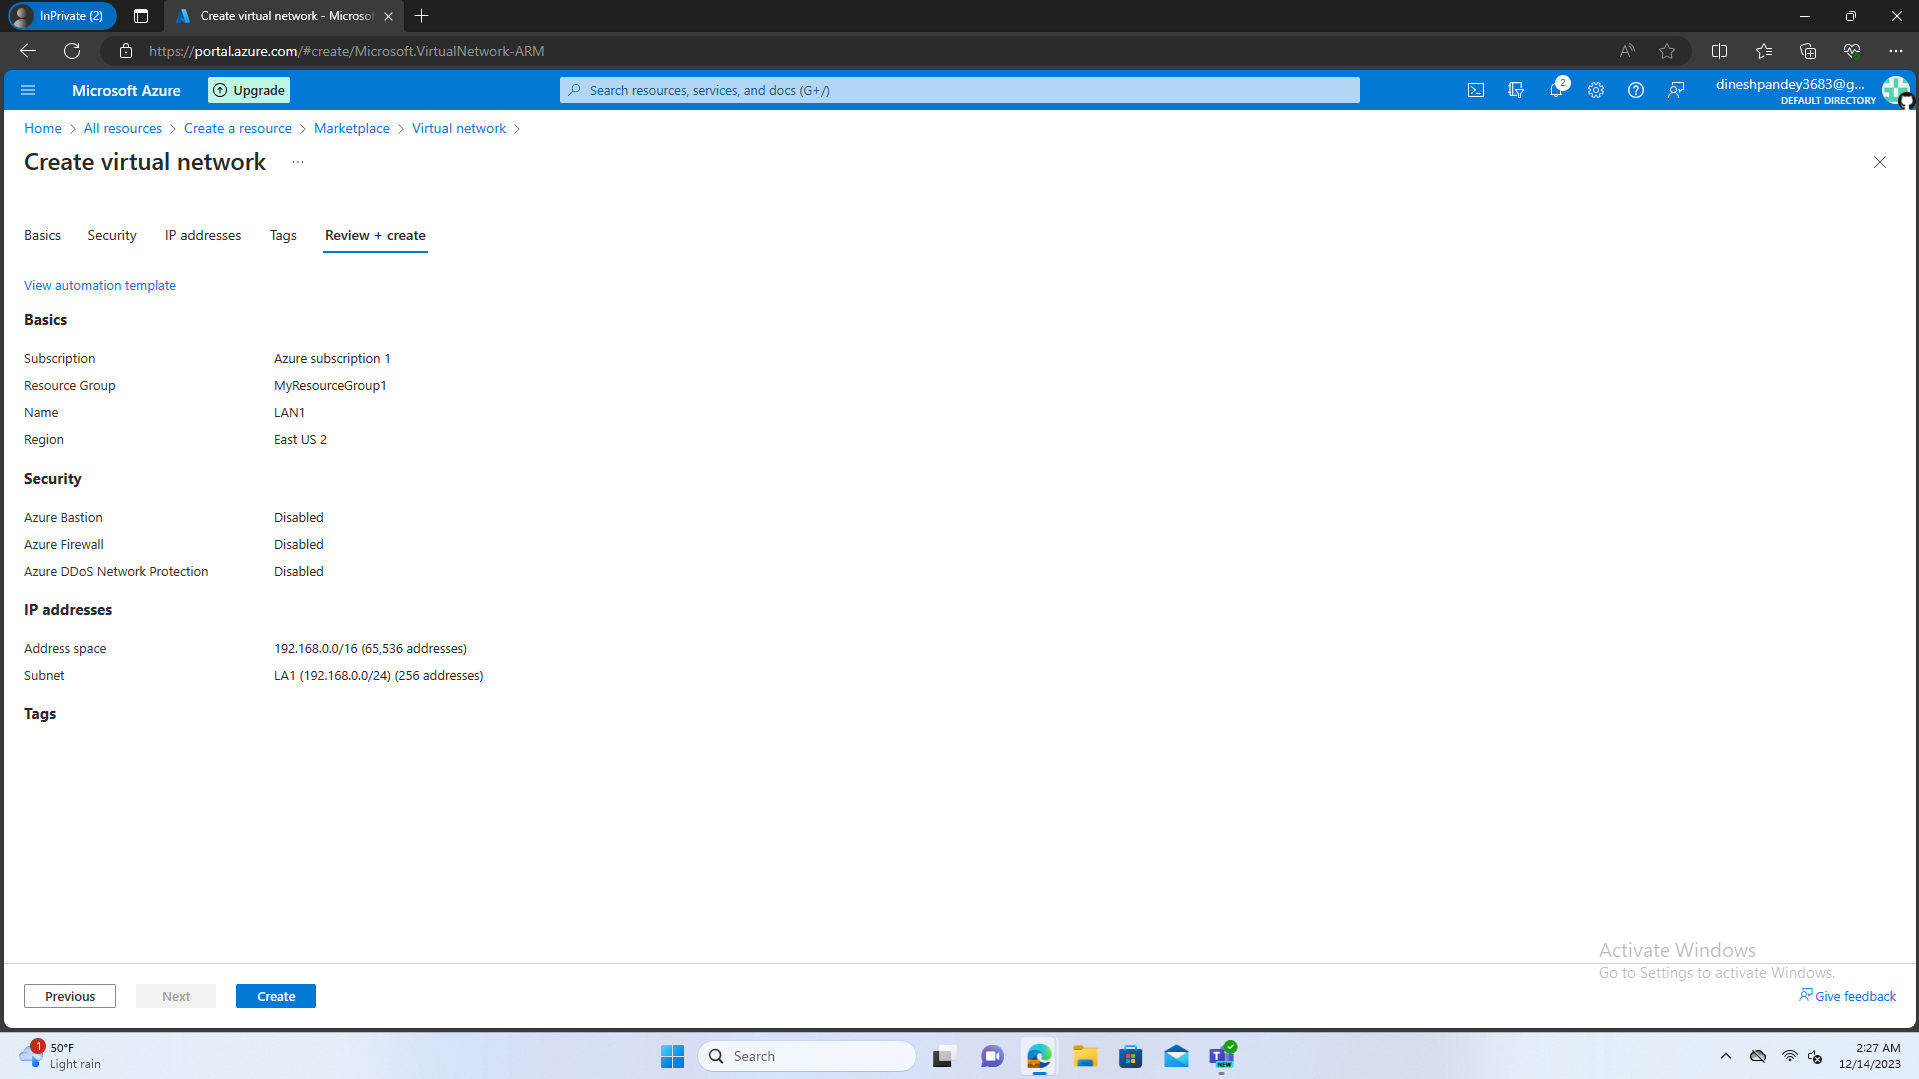 InPrivate (2)
Create virtual network - Microsof
https://portal.azure.com/#create/Microsoft.VirtualNetwork-ARM
Microsoft Azure
Upgrade
Search resources, services, and docs (G+/)
2
dineshpandey3683@g...
DEFAULT DIRECTORY
Home > All resources > Create a resource > Marketplace > Virtual network >
Create virtual network ...
Basics
Security
IP addresses
Tags
Review + create
View automation template
Basics
Subscription Azure subscription 1
Resource Group MyResourceGroup1
Name LAN1
Region East US 2
Security
Azure Bastion Disabled
Azure Firewall Disabled
Azure DDoS Network Protection Disabled
IP addresses
Address space 192.168.0.0/16 (65,536 addresses)
Subnet LA1 (192.168.0.0/24) (256 addresses)
Tags
Activate Windows
Go to Settings to activate Windows.
Previous
Next
Create
Give feedback
1
50°F
Light rain
Search
NEW
2:27 AM
12/14/2023